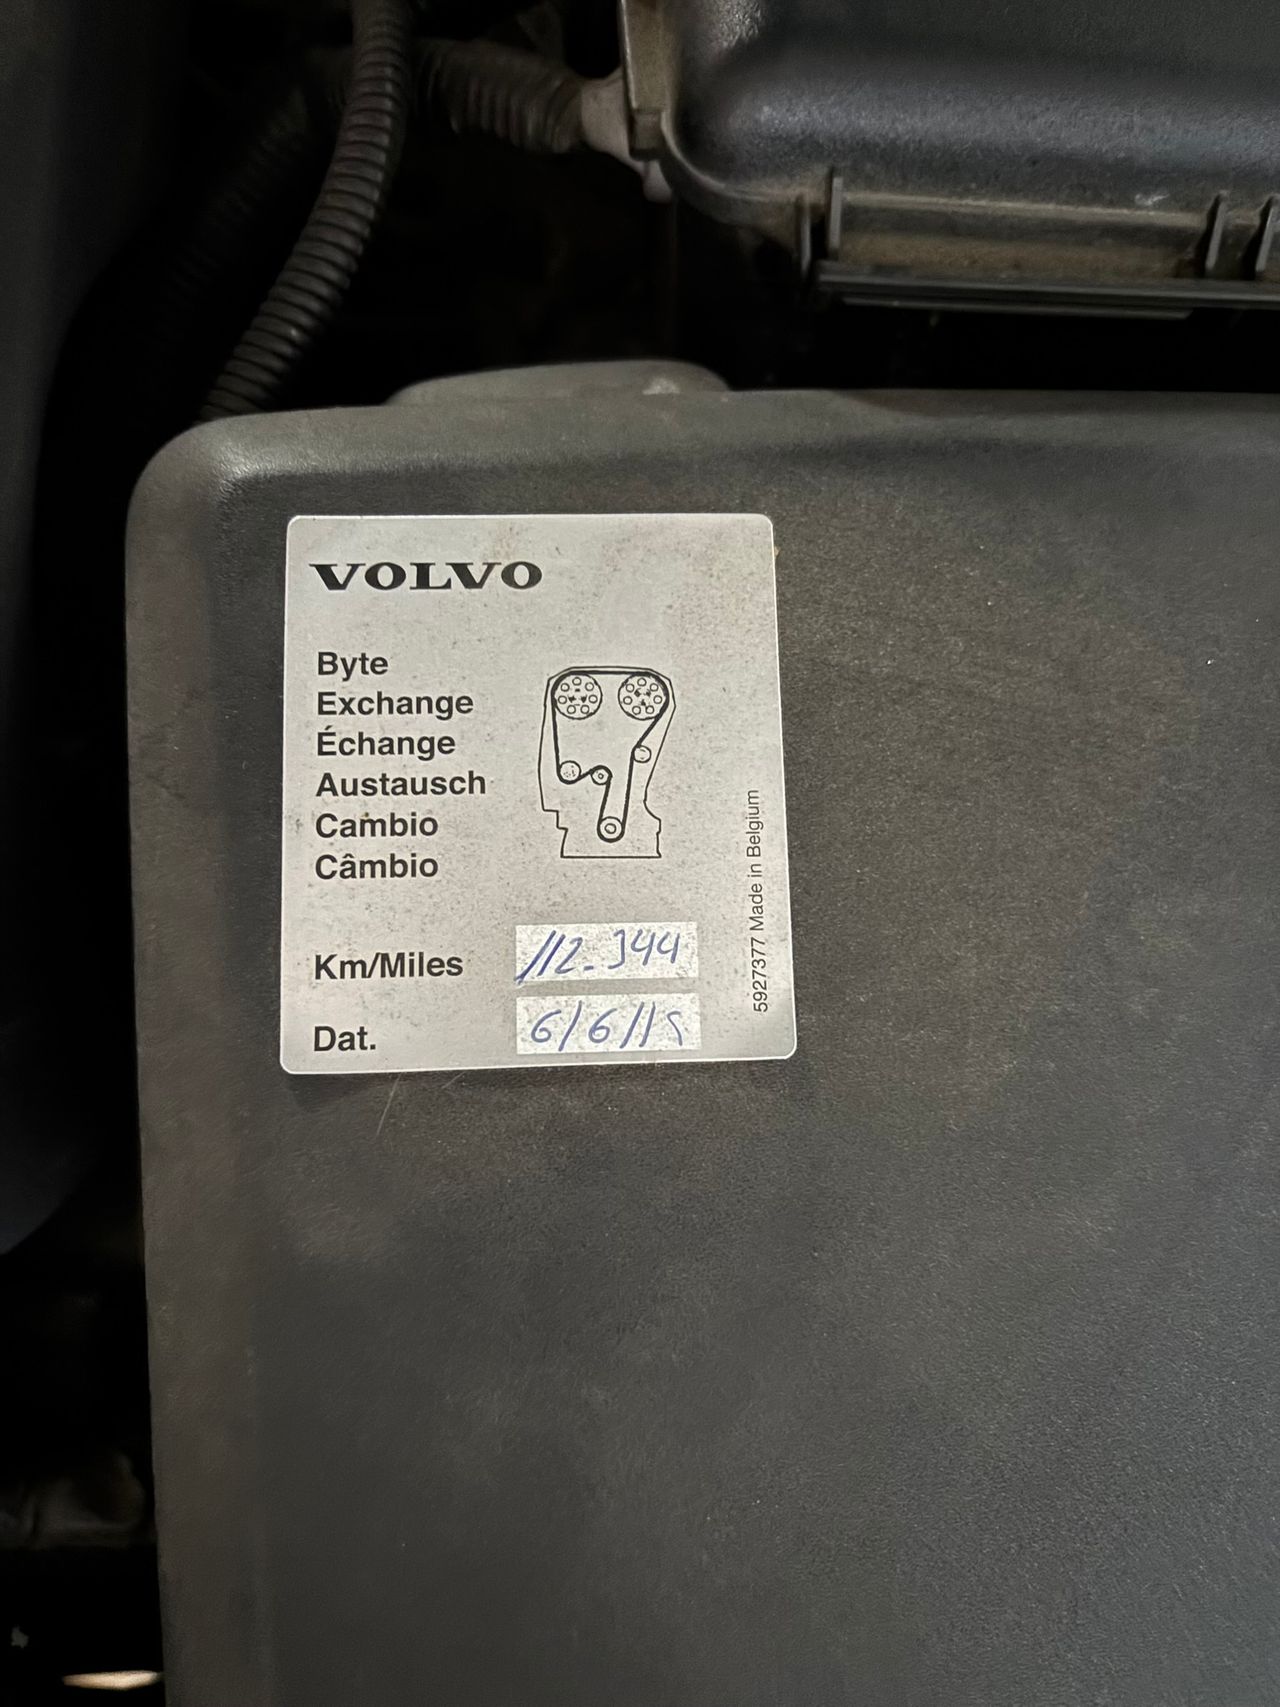 VOLVO
Byte
Exchange
Échange
Austausch
Cambio
Câmbio
Km/Miles 112.344
Dat. 6/6/15
5927377 Made in Belgium